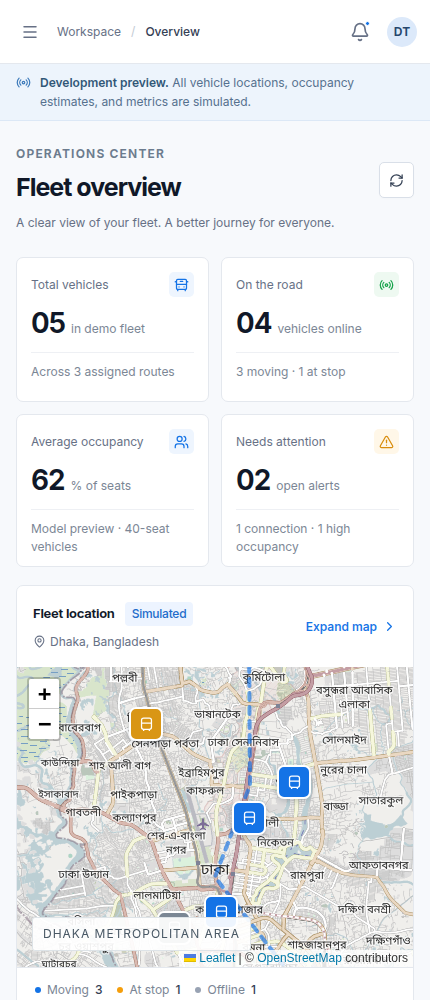 Workspace / Overview
DT
Development preview. All vehicle locations, occupancy
estimates, and metrics are simulated.
OPERATIONS CENTER
Fleet overview
A clear view of your fleet. A better journey for everyone.
Total vehicles
05 in demo fleet
Across 3 assigned routes
On the road
04 vehicles online
3 moving · 1 at stop
Average occupancy
62 % of seats
Model preview · 40-seat
vehicles
Needs attention
02 open alerts
1 connection · 1 high
occupancy
Fleet location Simulated
Dhaka, Bangladesh
Expand map
+
−
পল্লবী
কুর্মিটোলা
বসুন্ধরা আবাসিক
এলাকা
ভাষানটেক
সেনপাড়া পর্বতা
ঢাকা সেনানিবাস
সোলমাইদ
কাউন্দিয়া
শাহ আলী বাগ
ইব্রাহিমপুর
নুরের চালা
কাফরুল
ইসাকাবাদ
পাইকপাড়া
বাড্ডা
সাতারকুল
গাবতলী
কল্যাণপুর
শের-এ-বাংলা
নগর
নিকেতন
আফতাবনগর
ঢাকা উদ্যান
ঢাকা
রামপুরা
লালমাটিয়া
দক্ষিণ বনশ্রী
DHAKA METROPOLITAN AREA
শাহজাহানপুর
দক্ষিণগাঁও
Leaflet | © OpenStreetMap contributors
Moving 3 At stop 1 Offline 1